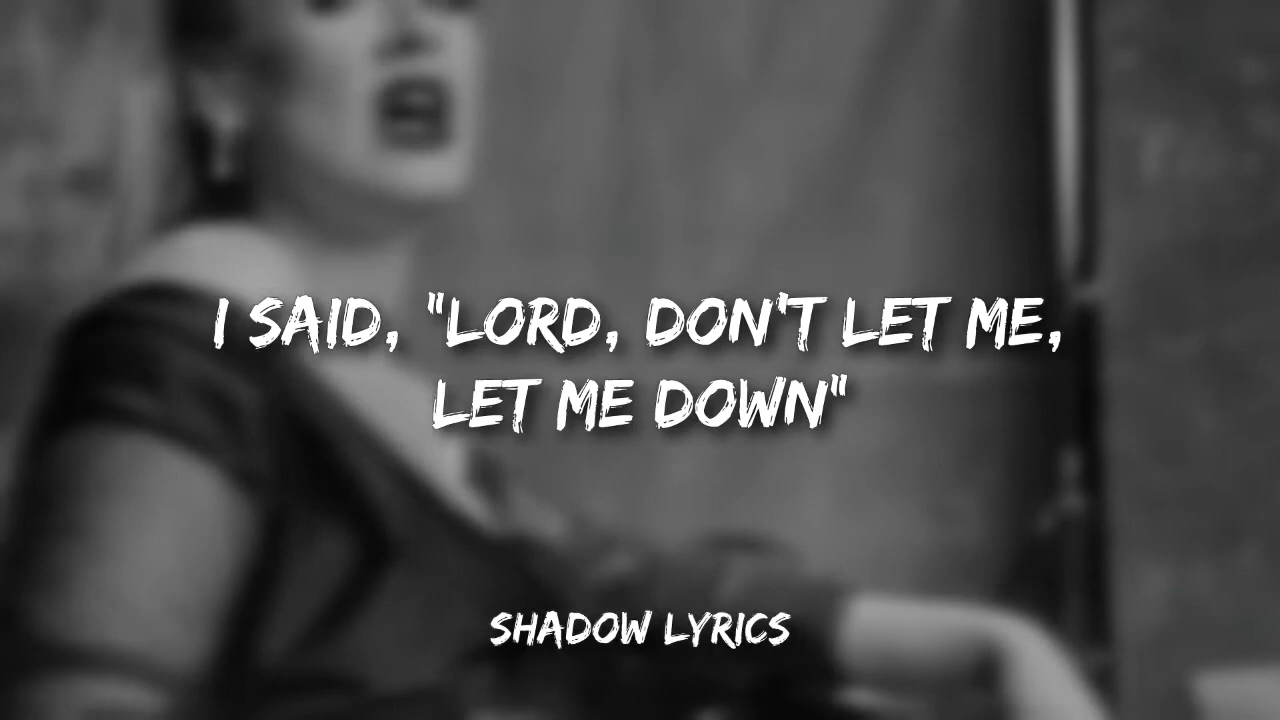 I SAID, "LORD, DON'T LET ME,
LET ME DOWN"
SHADOW LYRICS